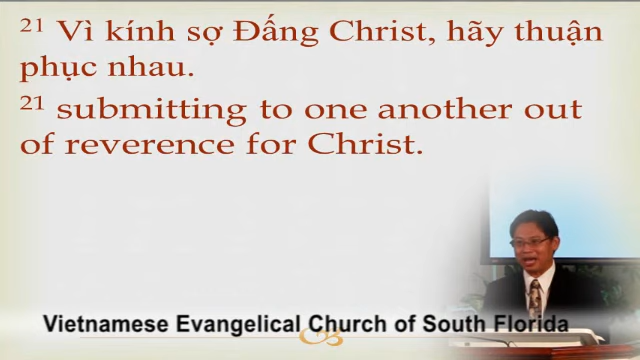 21 Vì kính sợ Đấng Christ, hãy thuận
phục nhau.
21 submitting to one another out
of reverence for Christ.
Vietnamese Evangelical Church of South Florida